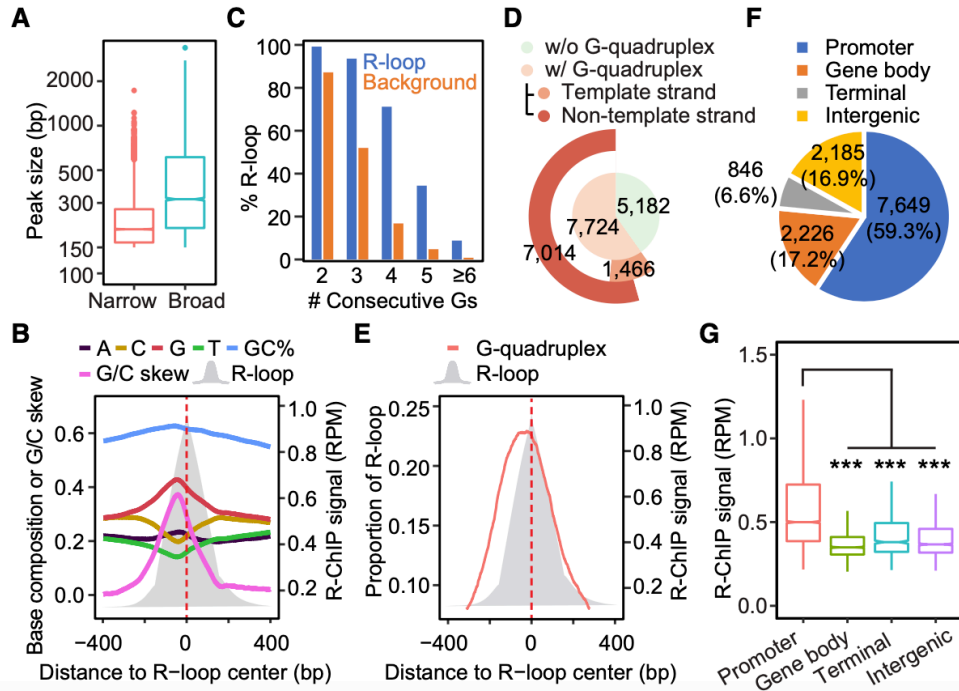 A
Peak size (bp)
2000
1000
500
300
150
100
Narrow Broad
C
R-loop
Background
% R-loop
100
80
60
40
20
0
2 3 4 5 ≥6
# Consecutive Gs
D
w/o G-quadruplex
w/ G-quadruplex
Template strand
Non-template strand
5,182
7,724
7,014
1,466
F
Promoter
Gene body
Terminal
Intergenic
2,185
(16.9%)
846
(6.6%)
7,649
(59.3%)
2,226
(17.2%)
B
A C G T GC%
G/C skew R-loop
Base composition or G/C skew
0.6
0.4
0.2
0.0
R-ChIP signal (RPM)
1.0
0.8
0.6
0.4
0.2
−400 0 400
Distance to R−loop center (bp)
E
G-quadruplex
R-loop
Proportion of R-loop
0.25
0.20
0.15
0.10
R-ChIP signal (RPM)
1.0
0.8
0.6
0.4
0.2
−400 0 400
Distance to R−loop center (bp)
G
R-ChIP signal (RPM)
1.5
1.0
0.5
0.0
*** *** ***
Promoter
Gene body
Terminal
Intergenic